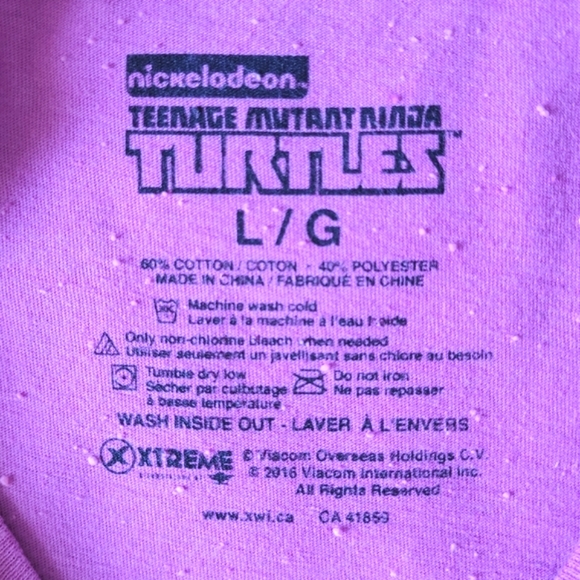 nickelodeon
TEENAGE MUTANT NINJA
TURTLES™
L / G
60% COTTON / COTON - 40% POLYESTER
MADE IN CHINA / FABRIQUÉ EN CHINE
Machine wash cold
Laver à la machine à l'eau froide
Only non-chlorine bleach when needed
Utiliser seulement un javellisant sans chlore au besoin
Tumble dry low
Sécher par culbutage
à basse température
Do not iron
Ne pas repasser
WASH INSIDE OUT - LAVER À L'ENVERS
XTREME
© Viacom Overseas Holdings C.V.
© 2016 Viacom International Inc.
All Rights Reserved
www.xwi.ca CA 41859